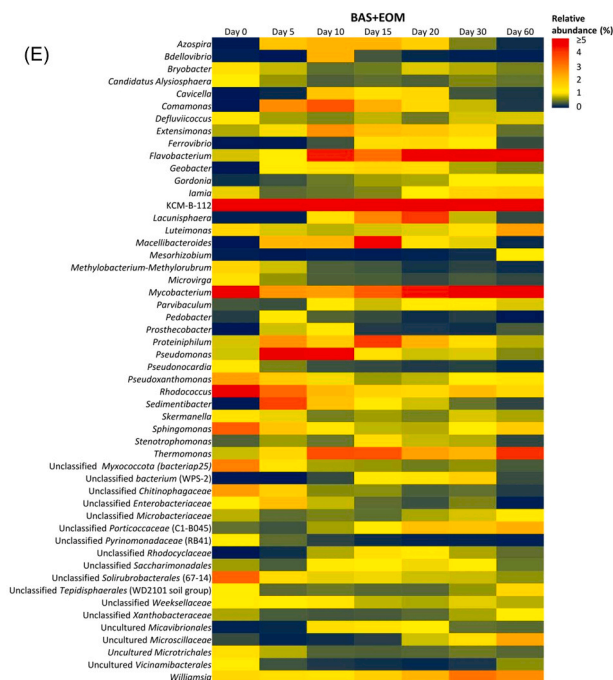 BAS+EOM
Day 0 Day 5 Day 10 Day 15 Day 20 Day 30 Day 60
Relative
abundance (%)
≥5
4
3
2
1
0
(E)
Azospira
Bdellovibrio
Bryobacter
Candidatus Alysiosphaera
Cavicella
Comamonas
Defluviicoccus
Extensimonas
Ferrovibrio
Flavobacterium
Geobacter
Gordonia
Iamia
KCM-B-112
Lacunisphaera
Luteimonas
Macellibacteroides
Mesorhizobium
Methylobacterium-Methylorubrum
Microvirga
Mycobacterium
Parvibaculum
Pedobacter
Prosthecobacter
Proteiniphilum
Pseudomonas
Pseudonocardia
Pseudoxanthomonas
Rhodococcus
Sedimentibacter
Skermanella
Sphingomonas
Stenotrophomonas
Thermomonas
Unclassified Myxococcota (bacteriap25)
Unclassified bacterium (WPS-2)
Unclassified Chitinophagaceae
Unclassified Enterobacteriaceae
Unclassified Microbacteriaceae
Unclassified Porticoccaceae (C1-B045)
Unclassified Pyrinomonadaceae (RB41)
Unclassified Rhodocyclaceae
Unclassified Saccharimonadales
Unclassified Solirubrobacterales (67-14)
Unclassified Tepidisphaerales (WD2101 soil group)
Unclassified Weeksellaceae
Unclassified Xanthobacteraceae
Uncultured Micavibrionales
Uncultured Microscillaceae
Uncultured Microtrichales
Uncultured Vicinamibacterales
Williamsia